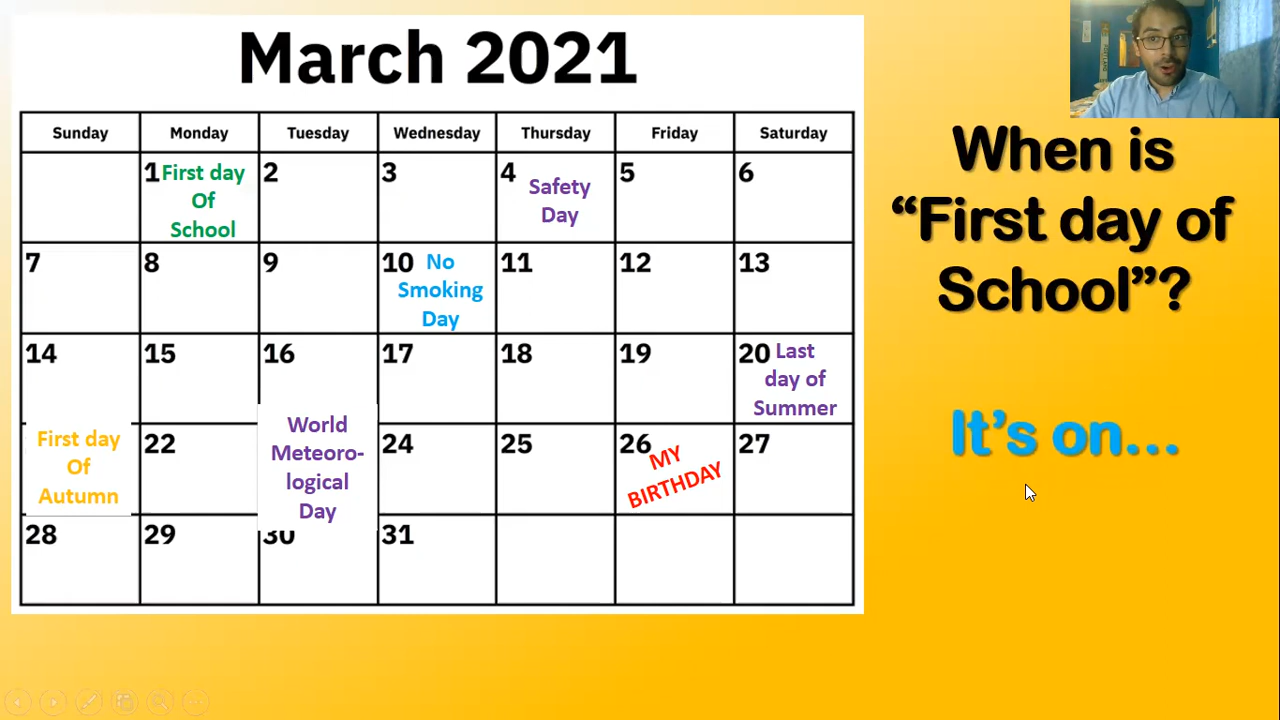 March 2021
Sunday Monday Tuesday Wednesday Thursday Friday Saturday
1 First day
Of
School
2
3
4 Safety
Day
5
6
7
8
9
10 No
Smoking
Day
11
12
13
14
15
16
17
18
19
20 Last
day of
Summer
First day
Of
Autumn
22
World
Meteoro-
logical
Day
24
25
26 MY
BIRTHDAY
27
28
29
30
31
When is
“First day of
School”?
It’s on...